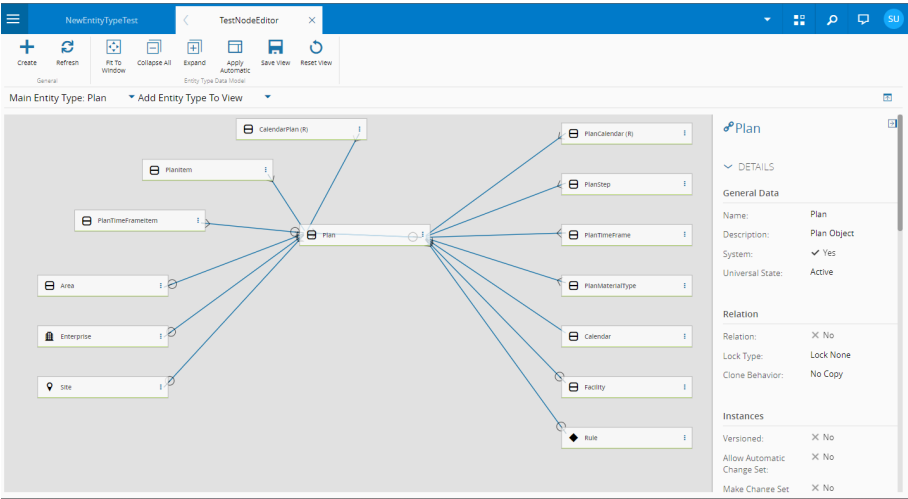 NewEntityTypeTest
TestNodeEditor
SU
Create
Refresh
Fit To
Window
Collapse All
Expand
Apply
Automatic
Save View
Reset View
General
Entity Type Data Model
Main Entity Type: Plan
Add Entity Type To View
CalendarPlan (R)
PlanItem
PlanTimeFrameItem
Area
Enterprise
Site
Plan
PlanCalendar (R)
PlanStep
PlanTimeFrame
PlanMaterialType
Calendar
Facility
Rule
Plan
DETAILS
General Data
Name: Plan
Description: Plan Object
System: Yes
Universal State: Active
Relation
Relation: No
Lock Type: Lock None
Clone Behavior: No Copy
Instances
Versioned: No
Allow Automatic No
Change Set:
Make Change Set No